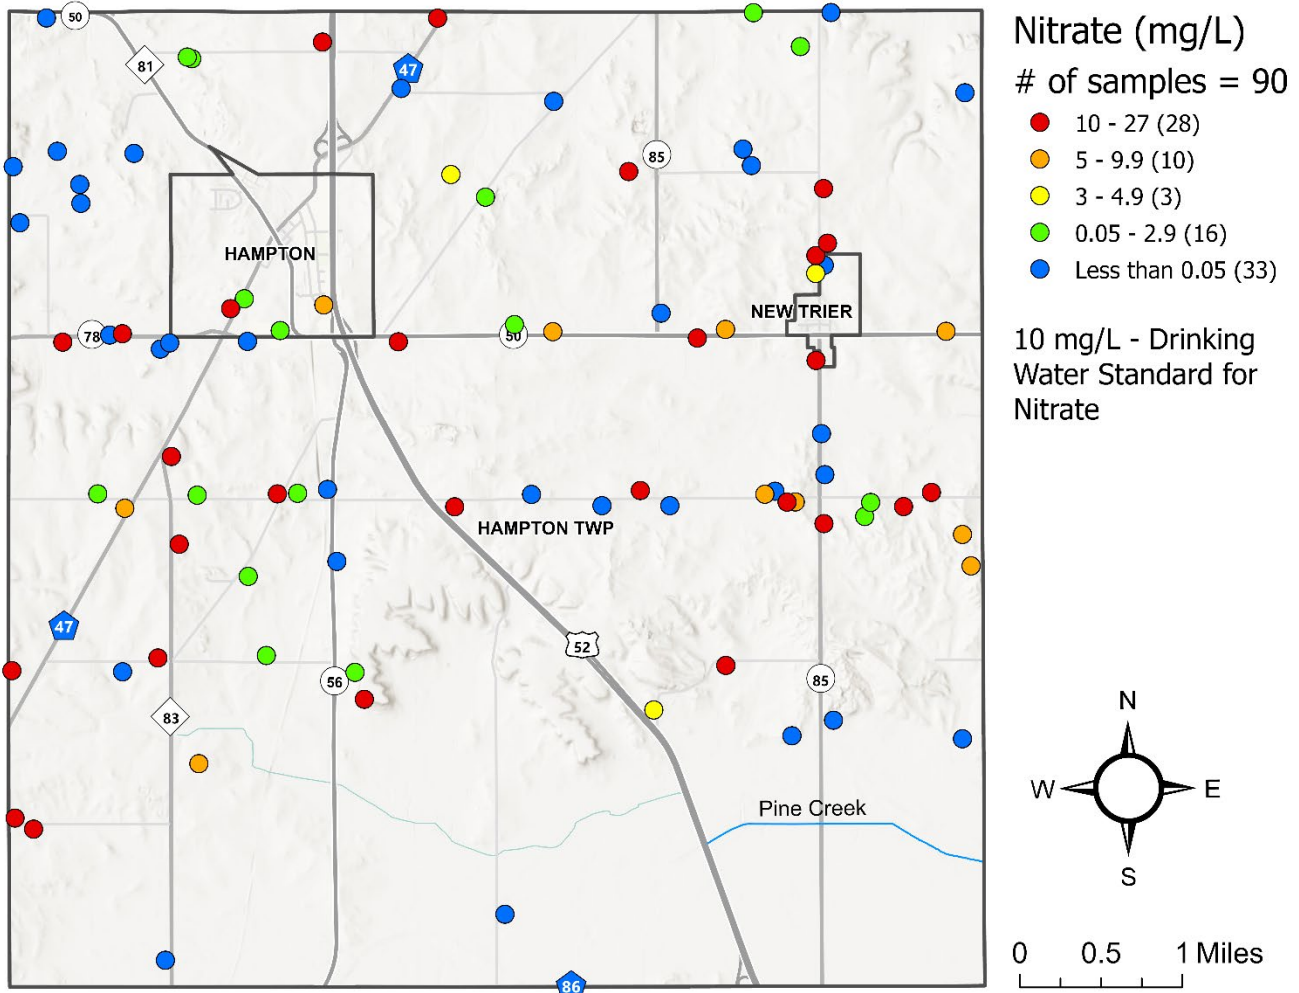 50
81
47
85
HAMPTON
NEW TRIER
78
50
HAMPTON TWP
47
52
56
85
83
Pine Creek
86
Nitrate (mg/L)
# of samples = 90
10 - 27 (28)
5 - 9.9 (10)
3 - 4.9 (3)
0.05 - 2.9 (16)
Less than 0.05 (33)
10 mg/L - Drinking
Water Standard for
Nitrate
N
W E
S
0 0.5 1 Miles